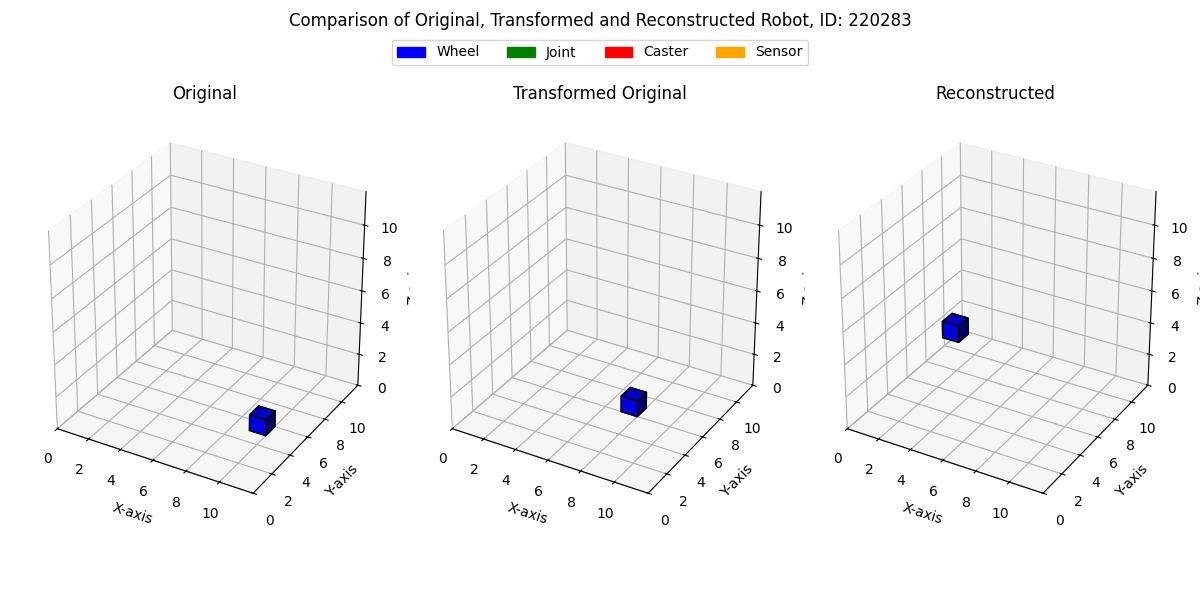 Comparison of Original, Transformed and Reconstructed Robot, ID: 220283
Wheel Joint Caster Sensor
Original Transformed Original Reconstructed
10 10 10
8 8 8
6 6 6
4 4 4
2 2 2
0 0 0
0 2 4 6 8 10 0 2 4 6 8 10 0 2 4 6 8 10
0 2 4 6 8 10 0 2 4 6 8 10 0 2 4 6 8 10
X-axis Y-axis X-axis Y-axis X-axis Y-axis